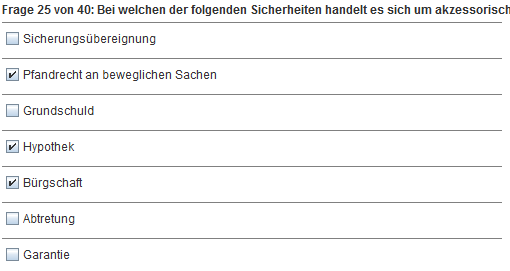 Frage 25 von 40: Bei welchen der folgenden Sicherheiten handelt es sich um akzessorisch
Sicherungsübereignung
Pfandrecht an beweglichen Sachen
Grundschuld
Hypothek
Bürgschaft
Abtretung
Garantie